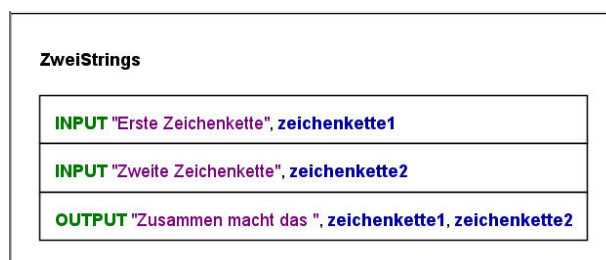 ZweiStrings
INPUT "Erste Zeichenkette", zeichenkette1
INPUT "Zweite Zeichenkette", zeichenkette2
OUTPUT "Zusammen macht das ", zeichenkette1, zeichenkette2